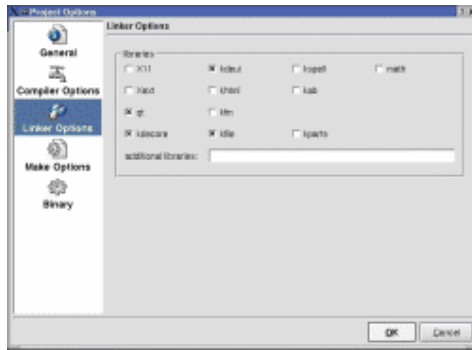 Project Options
Linker Options
General
Compiler Options
Linker Options
Make Options
Binary
libraries
X11 kdeui kspell math
Xext khtml kab
qt kfm
kdecore kfile kparts
additional libraries:
OK Cancel